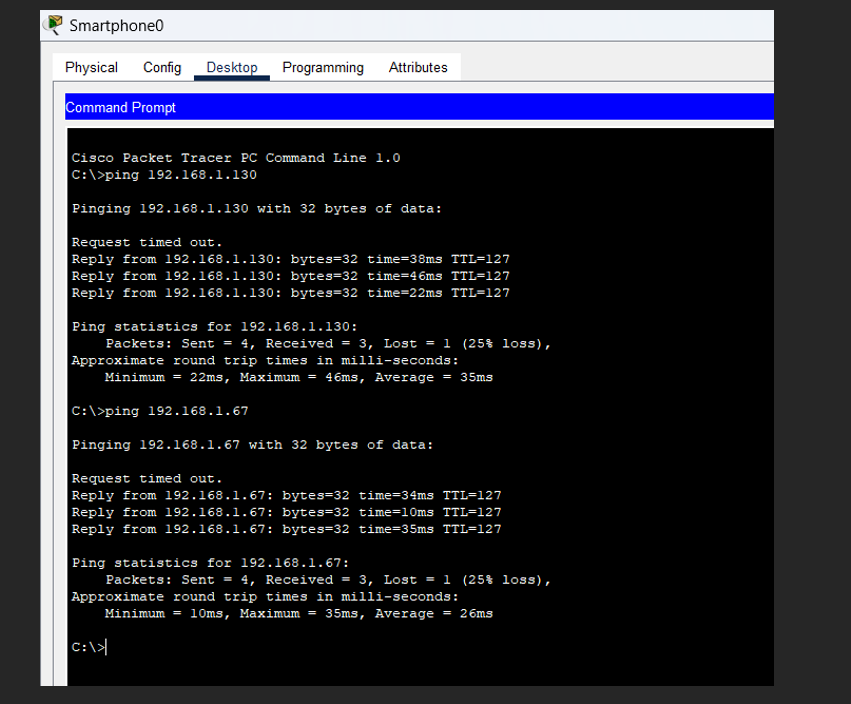 Smartphone0
Physical Config Desktop Programming Attributes
Command Prompt
Cisco Packet Tracer PC Command Line 1.0
C:\>ping 192.168.1.130
Pinging 192.168.1.130 with 32 bytes of data:
Request timed out.
Reply from 192.168.1.130: bytes=32 time=38ms TTL=127
Reply from 192.168.1.130: bytes=32 time=46ms TTL=127
Reply from 192.168.1.130: bytes=32 time=22ms TTL=127
Ping statistics for 192.168.1.130:
    Packets: Sent = 4, Received = 3, Lost = 1 (25% loss),
Approximate round trip times in milli-seconds:
    Minimum = 22ms, Maximum = 46ms, Average = 35ms
C:\>ping 192.168.1.67
Pinging 192.168.1.67 with 32 bytes of data:
Request timed out.
Reply from 192.168.1.67: bytes=32 time=34ms TTL=127
Reply from 192.168.1.67: bytes=32 time=10ms TTL=127
Reply from 192.168.1.67: bytes=32 time=35ms TTL=127
Ping statistics for 192.168.1.67:
    Packets: Sent = 4, Received = 3, Lost = 1 (25% loss),
Approximate round trip times in milli-seconds:
    Minimum = 10ms, Maximum = 35ms, Average = 26ms
C:\>